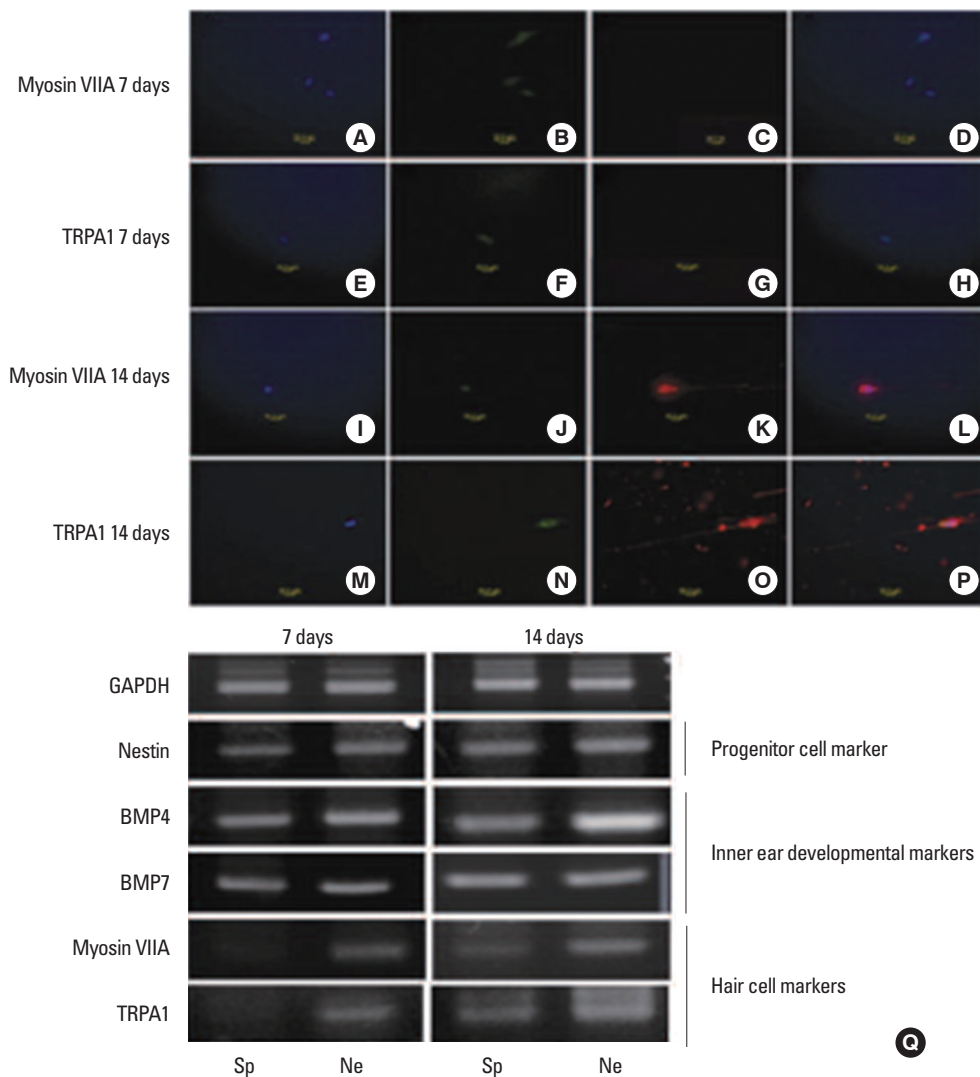 Myosin VIIA 7 days
A
B
C
D
TRPA1 7 days
E
F
G
H
Myosin VIIA 14 days
I
J
K
L
TRPA1 14 days
M
N
O
P
7 days
14 days
GAPDH
Nestin
Progenitor cell marker
BMP4
Inner ear developmental markers
BMP7
Myosin VIIA
Hair cell markers
TRPA1
Sp
Ne
Sp
Ne
Q